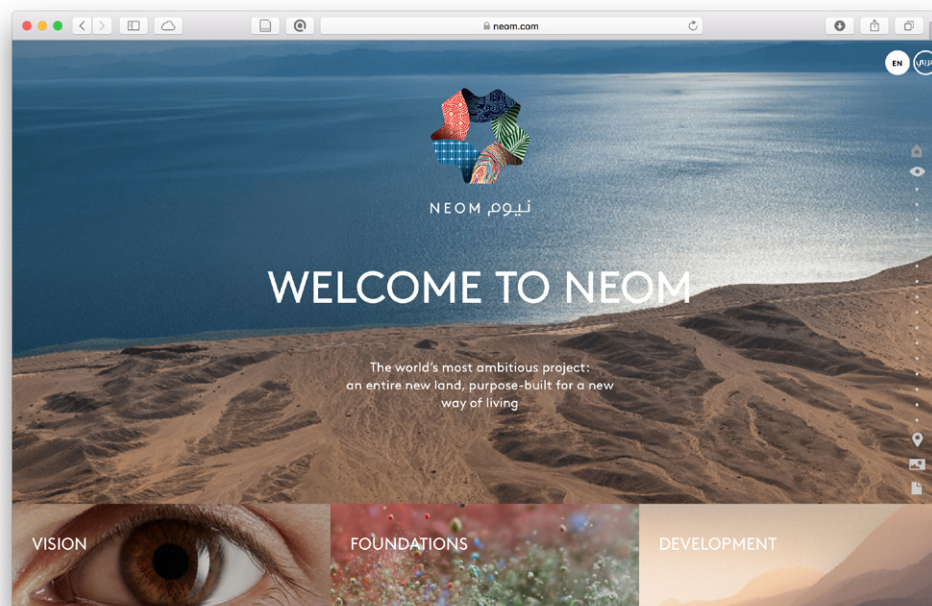 neom.com
EN
عربي
NEOM نيوم
WELCOME TO NEOM
The world's most ambitious project:
an entire new land, purpose-built for a new
way of living
VISION
FOUNDATIONS
DEVELOPMENT